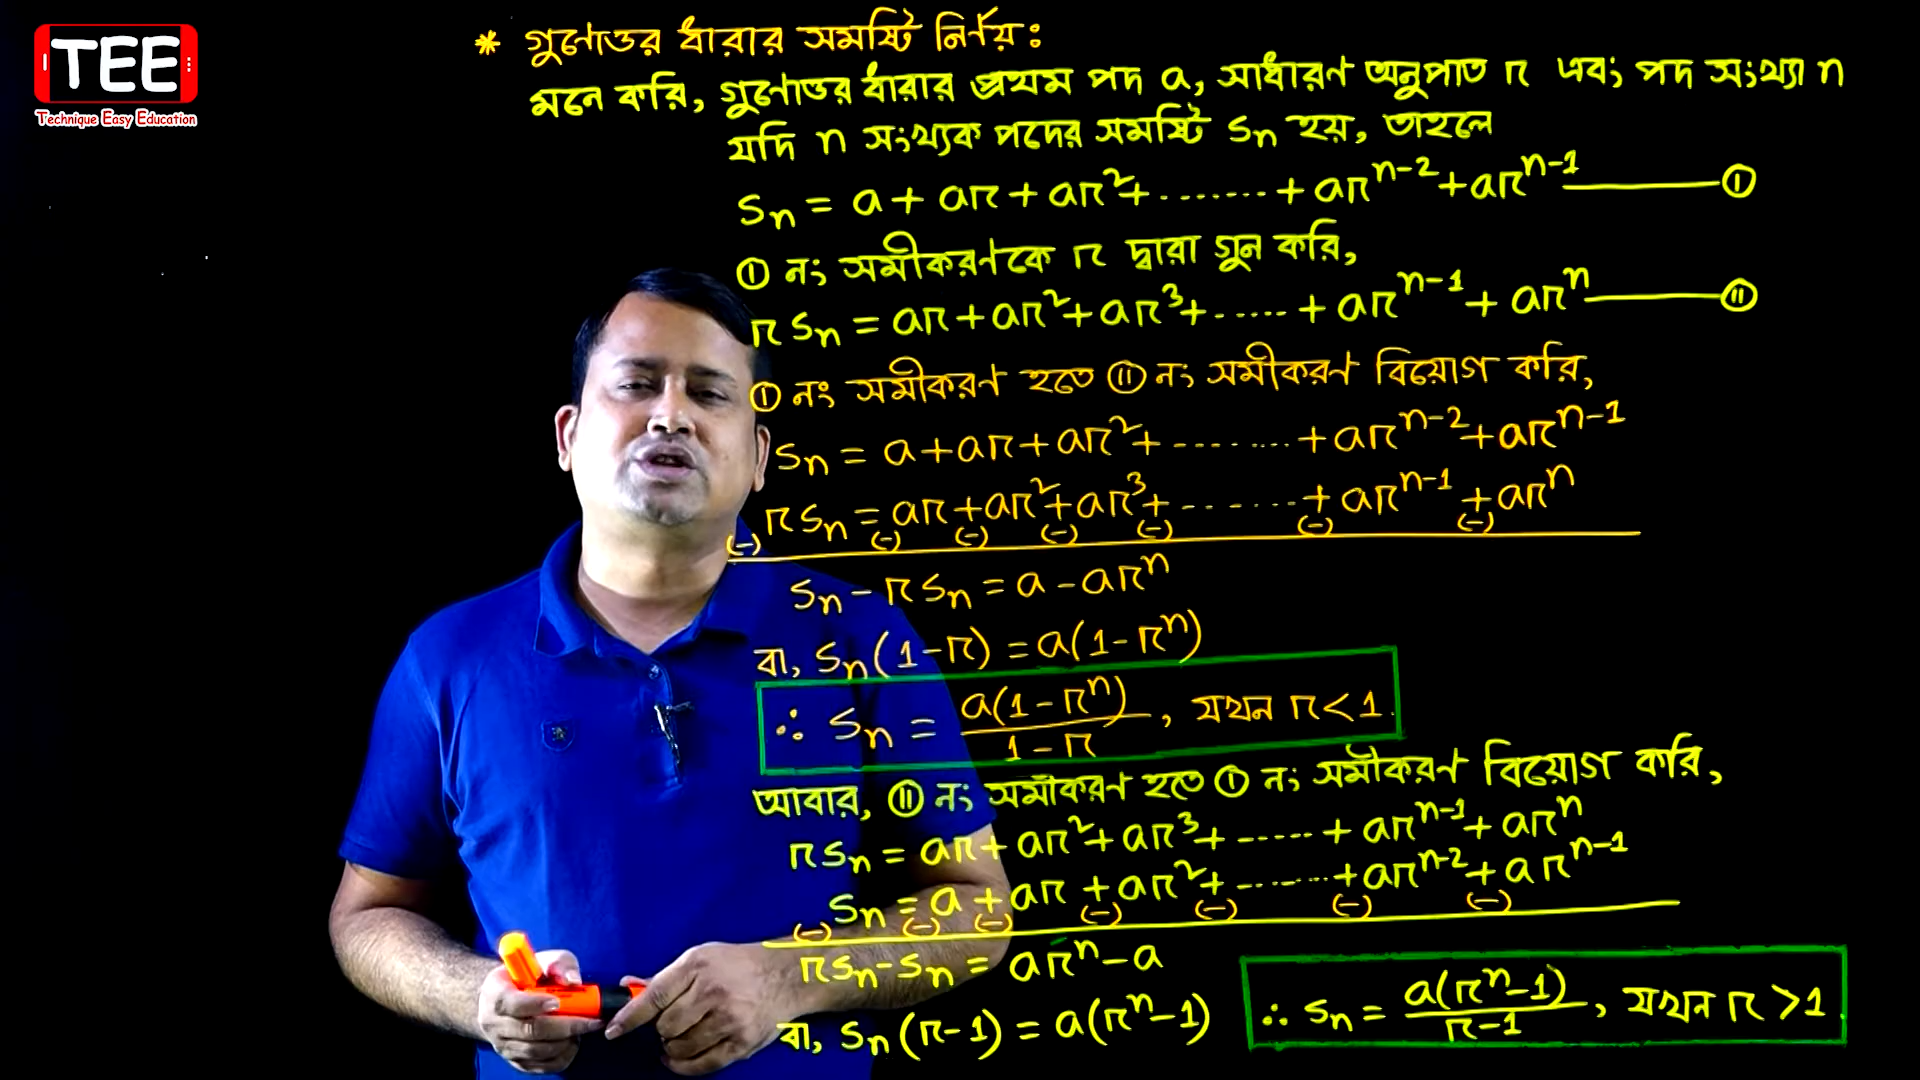 TEE
Technique Easy Education
* গুণোত্তর ধারার সমষ্টি নির্ণয়ঃ
মনে করি, গুণোত্তর ধারার প্রথম পদ a, সাধারণ অনুপাত r এবং পদ সংখ্যা n
যদি n সংখ্যক পদের সমষ্টি Sₙ হয়, তাহলে
Sₙ = a + ar + ar² + ....... + arⁿ⁻² + arⁿ⁻¹ —— ①
① নং সমীকরণকে r দ্বারা গুন করি,
rSₙ = ar + ar² + ar³ + ...... + arⁿ⁻¹ + arⁿ —— ⑪
① নং সমীকরণ হতে ⑪ নং সমীকরণ বিয়োগ করি,
Sₙ = a + ar + ar² + ......... + arⁿ⁻² + arⁿ⁻¹
rSₙ = ar + ar² + ar³ + ........ + arⁿ⁻¹ + arⁿ
(-) (-) (-) (-) (-) (-) (-)
Sₙ - rSₙ = a - arⁿ
বা, Sₙ(1-r) = a(1-rⁿ)
∴ Sₙ = a(1-rⁿ)/1-r , যখন r < 1.
আবার, ⑪ নং সমীকরণ হতে ① নং সমীকরণ বিয়োগ করি,
rSₙ = ar + ar² + ar³ + ...... + arⁿ⁻¹ + arⁿ
Sₙ = a + ar + ar² + ....... + arⁿ⁻² + arⁿ⁻¹
(-) (-) (-) (-) (-) (-) (-)
rSₙ - Sₙ = arⁿ - a
বা, Sₙ(r-1) = a(rⁿ-1)
∴ Sₙ = a(rⁿ-1)/r-1 , যখন r > 1.